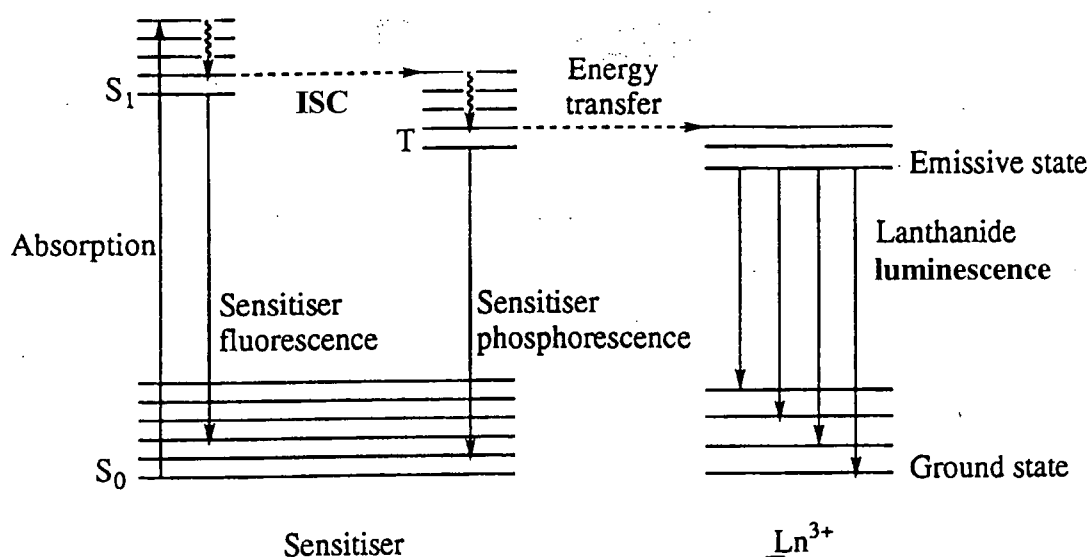 S₁
ISC
Energy
transfer
T
Emissive state
Absorption
Lanthanide
luminescence
Sensitiser
fluorescence
Sensitiser
phosphorescence
S₀
Ground state
Sensitiser
Ln³⁺